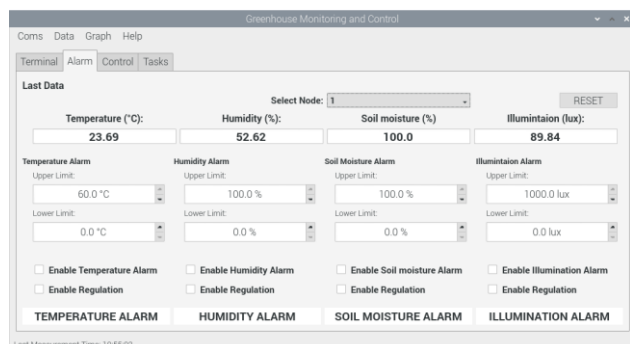 Greenhouse Monitoring and Control
Coms Data Graph Help
Terminal Alarm Control Tasks
Last Data
Select Node: 1 RESET
Temperature (°C): Humidity (%): Soil moisture (%) Illumintaion (lux):
23.69 52.62 100.0 89.84
Temperature Alarm Humidity Alarm Soil Moisture Alarm Illumintaion Alarm
Upper Limit: Upper Limit: Upper Limit: Upper Limit:
60.0 °C 100.0 % 100.0 % 1000.0 lux
Lower Limit: Lower Limit: Lower Limit: Lower Limit:
0.0 °C 0.0 % 0.0 % 0.0 lux
Enable Temperature Alarm Enable Humidity Alarm Enable Soil moisture Alarm Enable Illumination Alarm
Enable Regulation Enable Regulation Enable Regulation Enable Regulation
TEMPERATURE ALARM HUMIDITY ALARM SOIL MOISTURE ALARM ILLUMINATION ALARM
Last Measurement Time: